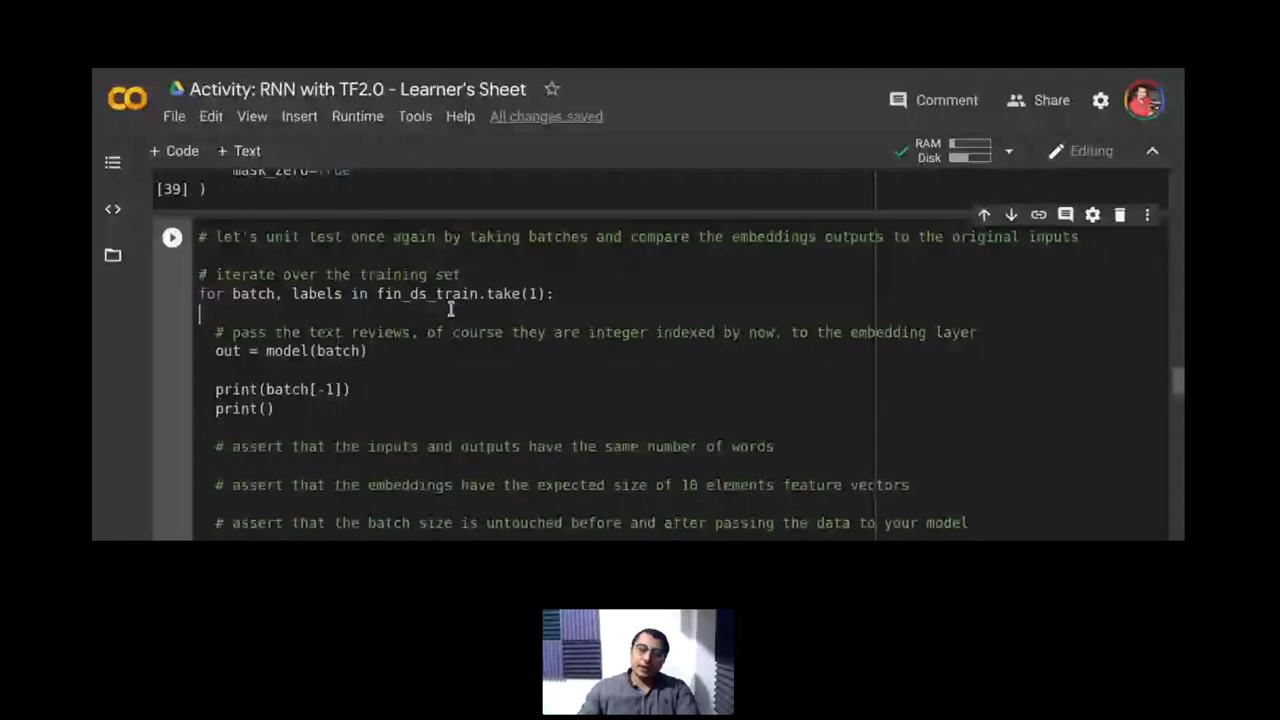 Activity: RNN with TF2.0 - Learner's Sheet
Comment
Share
File Edit View Insert Runtime Tools Help All changes saved
+ Code + Text
RAM
Disk
Editing
mask_zero=True
[39] )
# let's unit test once again by taking batches and compare the embeddings outputs to the original inputs
# iterate over the training set
for batch, labels in fin_ds_train.take(1):
# pass the text reviews, of course they are integer indexed by now, to the embedding layer
out = model(batch)
print(batch[-1])
print()
# assert that the inputs and outputs have the same number of words
# assert that the embeddings have the expected size of 10 elements feature vectors
# assert that the batch size is untouched before and after passing the data to your model